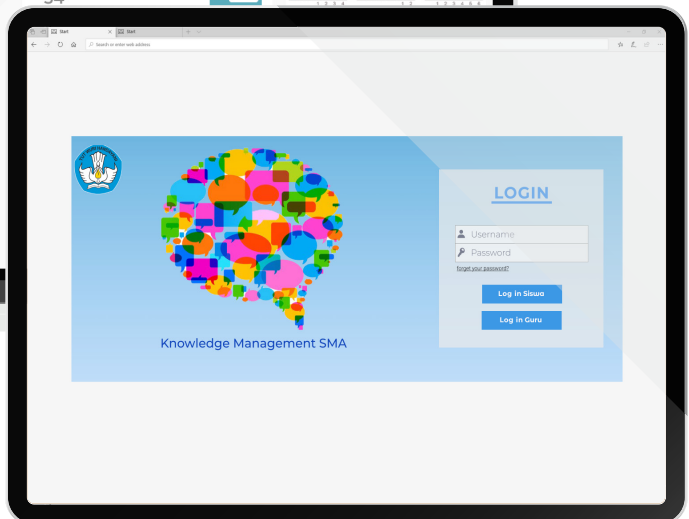 Start
Start
Search or enter web address
LOGIN
Username
Password
Forget your password?
Log in Siswa
Log in Guru
Knowledge Management SMA